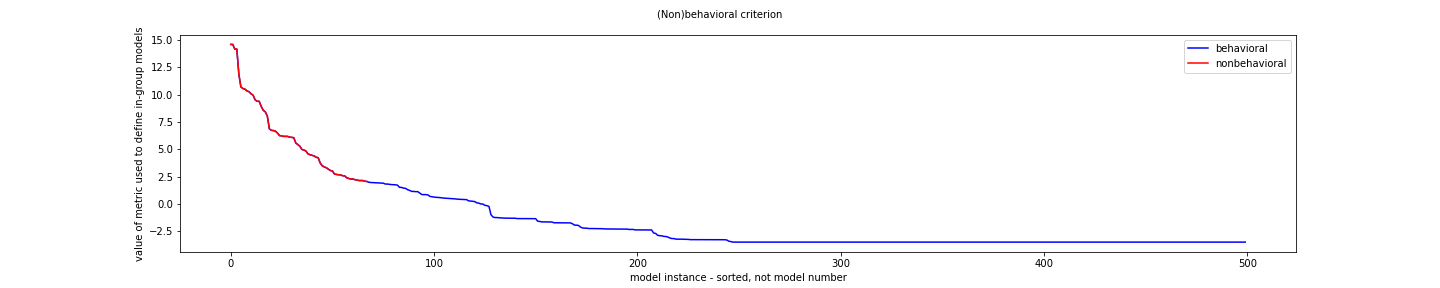 (Non)behavioral criterion
value of metric used to define in-group models
15.0
12.5
10.0
7.5
5.0
2.5
0.0
−2.5
behavioral
nonbehavioral
0
100
200
300
400
500
model instance - sorted, not model number